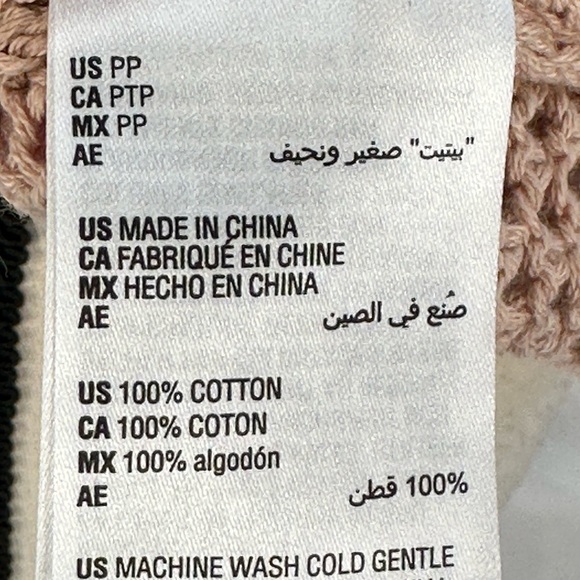 US PP
CA PTP
MX PP
AE "بيتيت" صغير ونحيف
US MADE IN CHINA
CA FABRIQUÉ EN CHINE
MX HECHO EN CHINA
AE صُنع في الصين
US 100% COTTON
CA 100% COTON
MX 100% algodón
AE 100% قطن
US MACHINE WASH COLD GENTLE